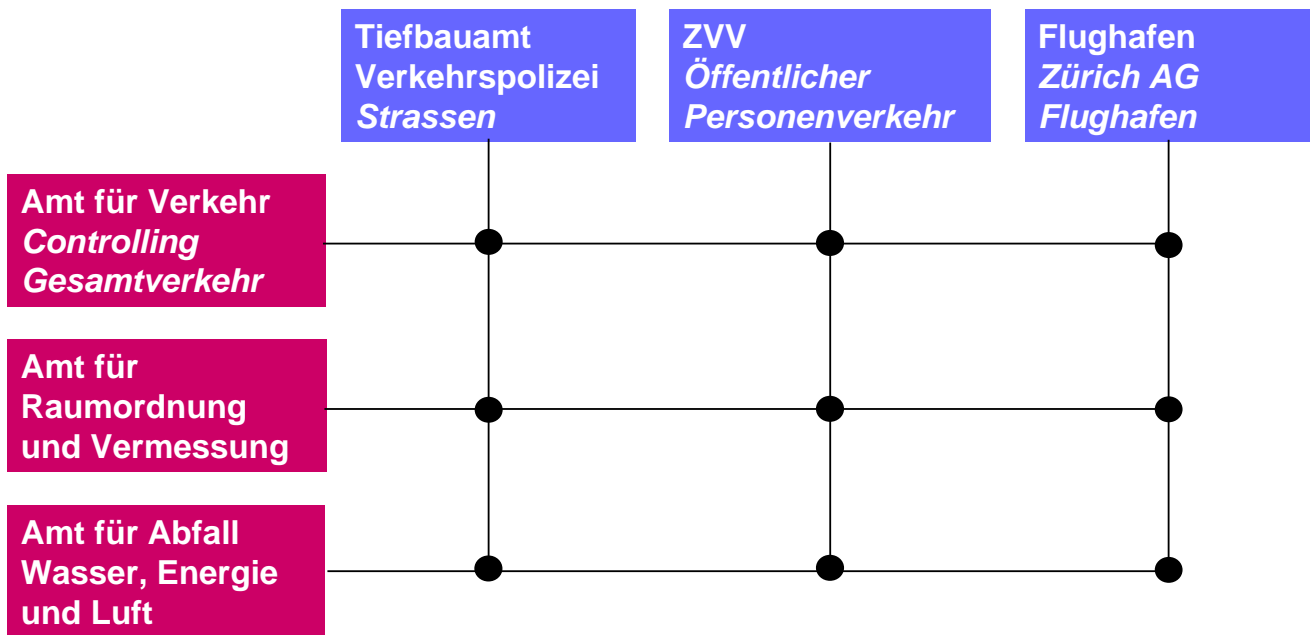 Tiefbauamt
Verkehrspolizei
Strassen
ZVV
Öffentlicher
Personenverkehr
Flughafen
Zürich AG
Flughafen
Amt für Verkehr
Controlling
Gesamtverkehr
Amt für
Raumordnung
und Vermessung
Amt für Abfall
Wasser, Energie
und Luft